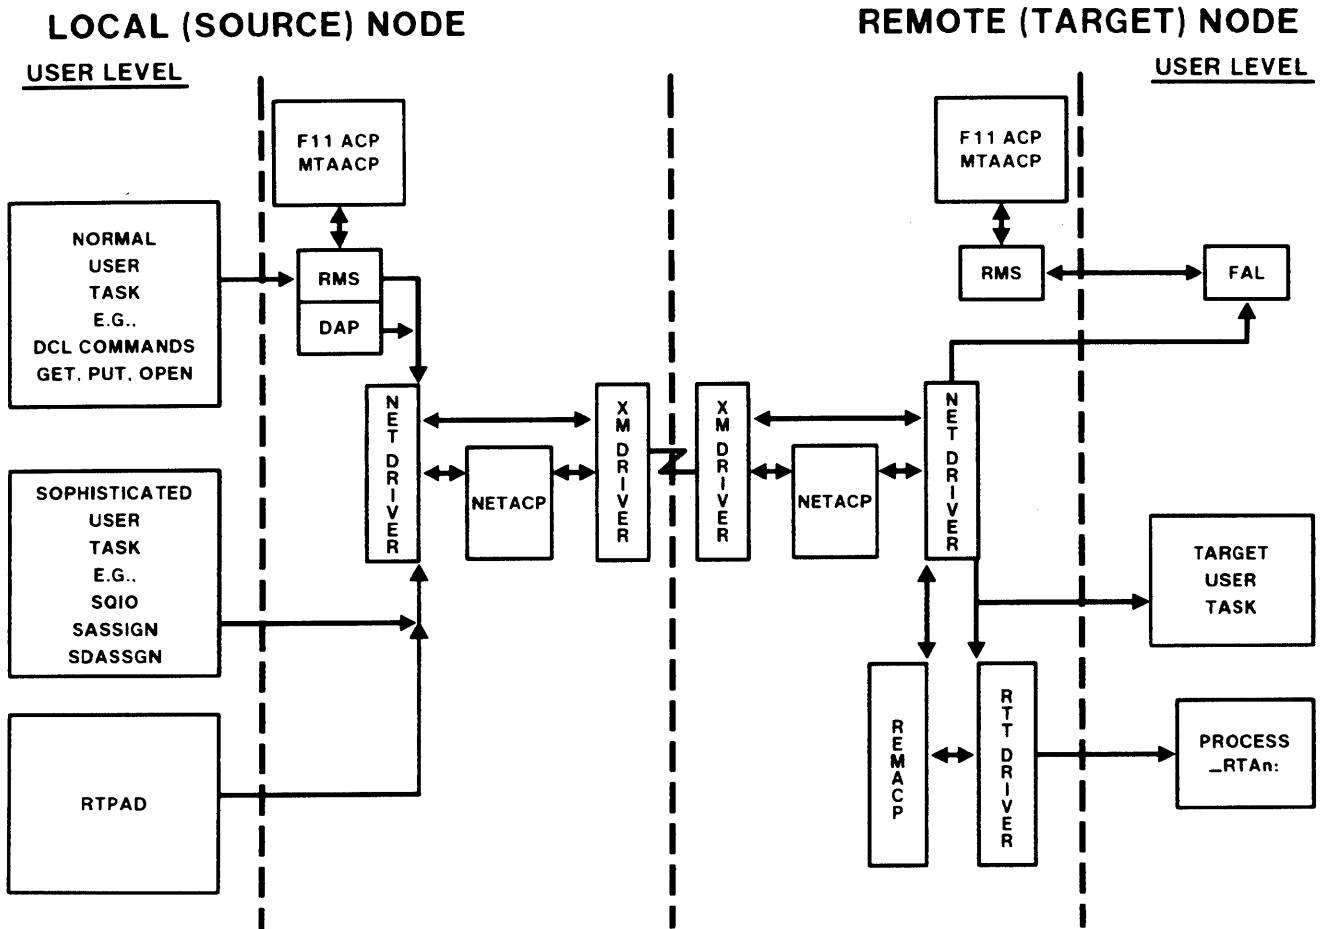 LOCAL (SOURCE) NODE
REMOTE (TARGET) NODE
USER LEVEL
USER LEVEL
F11 ACP
MTAACP
F11 ACP
MTAACP
NORMAL
USER
TASK
E.G..
DCL COMMANDS
GET. PUT. OPEN
RMS
DAP
RMS
FAL
NET DRIVER
NETACP
XM DRIVER
XM DRIVER
NETACP
NET DRIVER
SOPHISTICATED
USER
TASK
E.G..
SQIO
SASSIGN
SDASSGN
TARGET
USER
TASK
RTPAD
REMACP
RTT DRIVER
PROCESS
_RTAn: